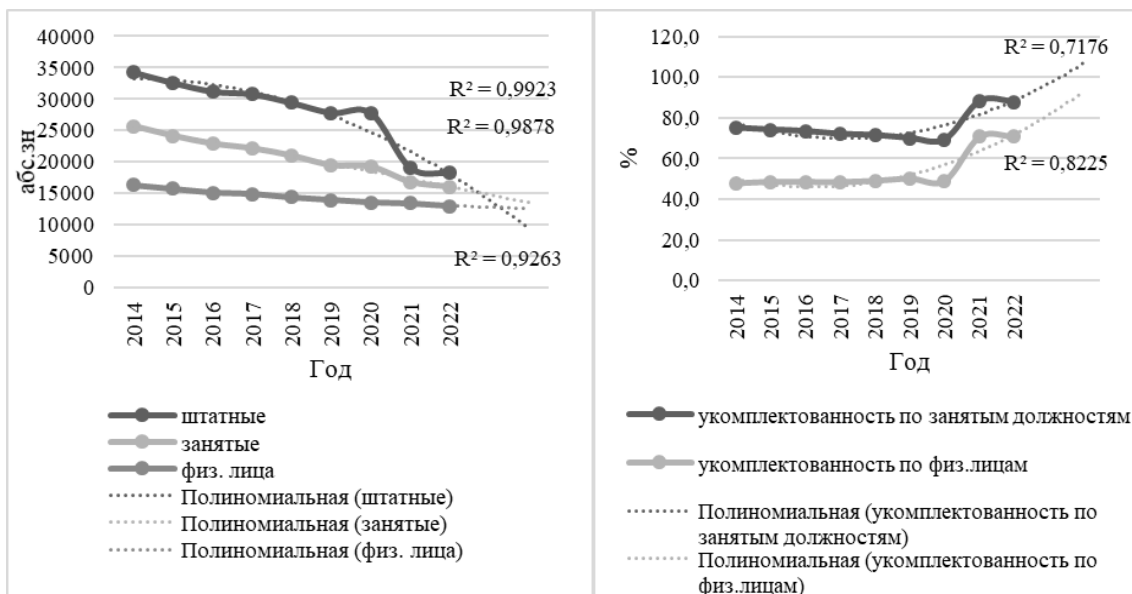 40000
35000
30000
25000
20000
15000
10000
5000
0
абс.зн
R² = 0,9923
R² = 0,9878
R² = 0,9263
2014
2015
2016
2017
2018
2019
2020
2021
2022
Год
штатные
занятые
физ. лица
Полиномиальная (штатные)
Полиномиальная (занятые)
Полиномиальная (физ. лица)
120,0
100,0
80,0
60,0
40,0
20,0
0,0
%
R² = 0,7176
R² = 0,8225
2014
2015
2016
2017
2018
2019
2020
2021
2022
Год
укомплектованность по занятым должностям
укомплектованность по физ.лицам
Полиномиальная (укомплектованность по
занятым должностям)
Полиномиальная (укомплектованность по
физ.лицам)